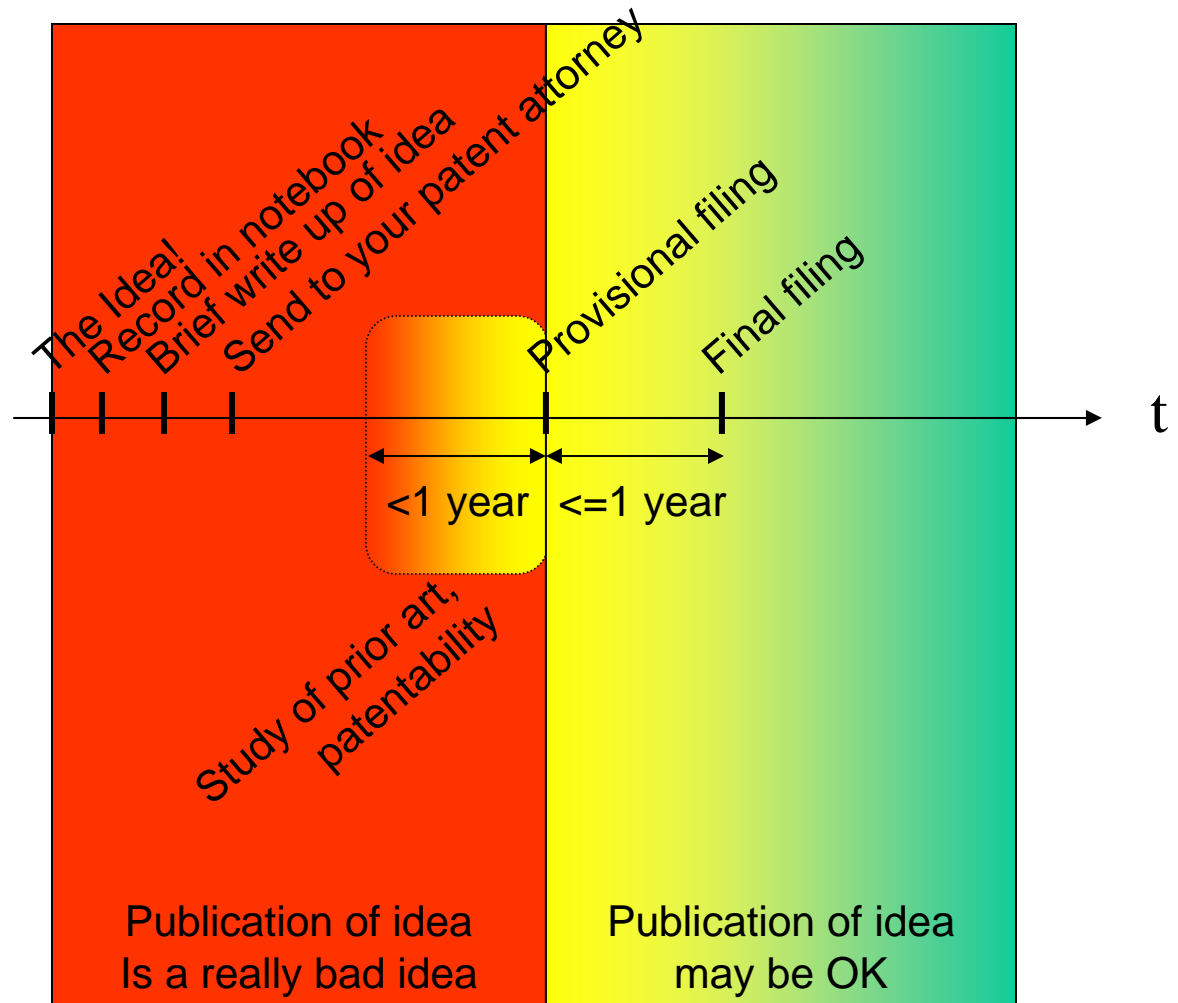 The Idea!
Record in notebook
Brief write up of idea
Send to your patent attorney
Provisional filing
Final filing
t
<1 year
<=1 year
Study of prior art,
patentability
Publication of idea
Is a really bad idea
Publication of idea
may be OK